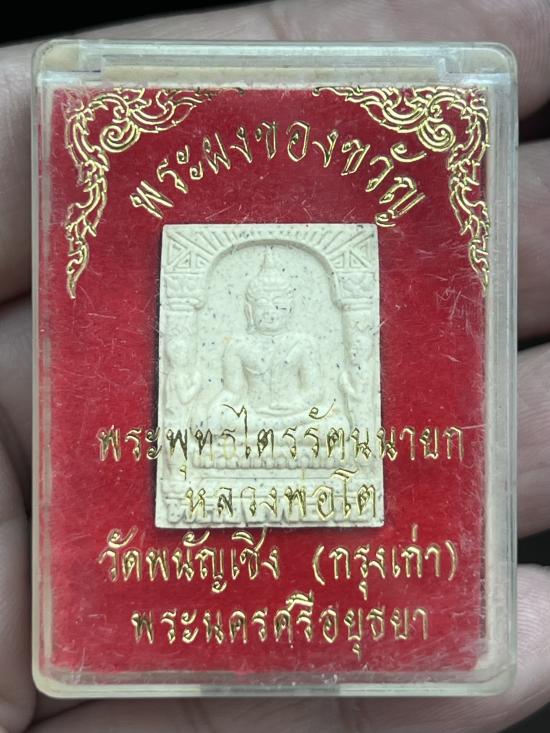 พระผงของขวัญ
พระพุทธไตรรัตนนายก
หลวงพ่อโต
วัดพนัญเชิง (กรุงเก่า)
พระนครศรีอยุธยา